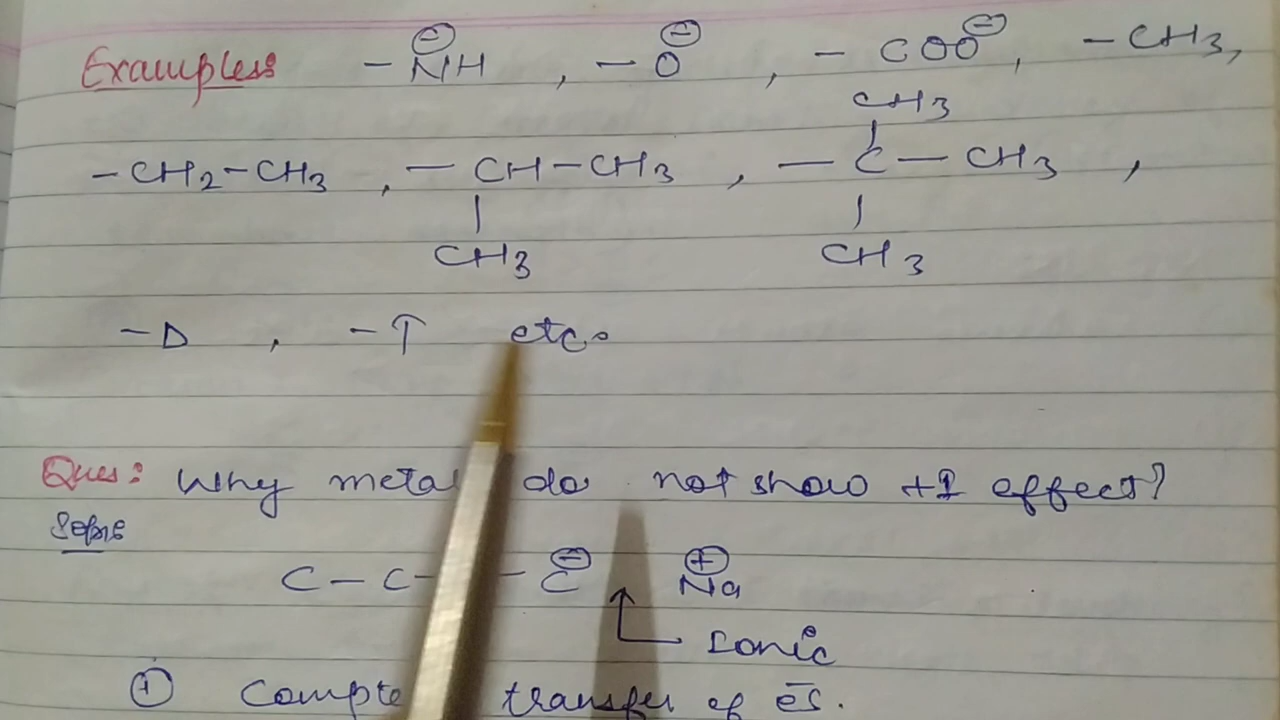 Examples -NH⊖, -O⊖, -COO⊖, -CH3,
CH3
-CH2-CH3, -CH-CH3, -C-CH3,
CH3 CH3
-D, -T etc.
Ques: Why metal do not show +I effect?
C-C- -C⊖ Na⊕
Ionic
① transfer of ēs.